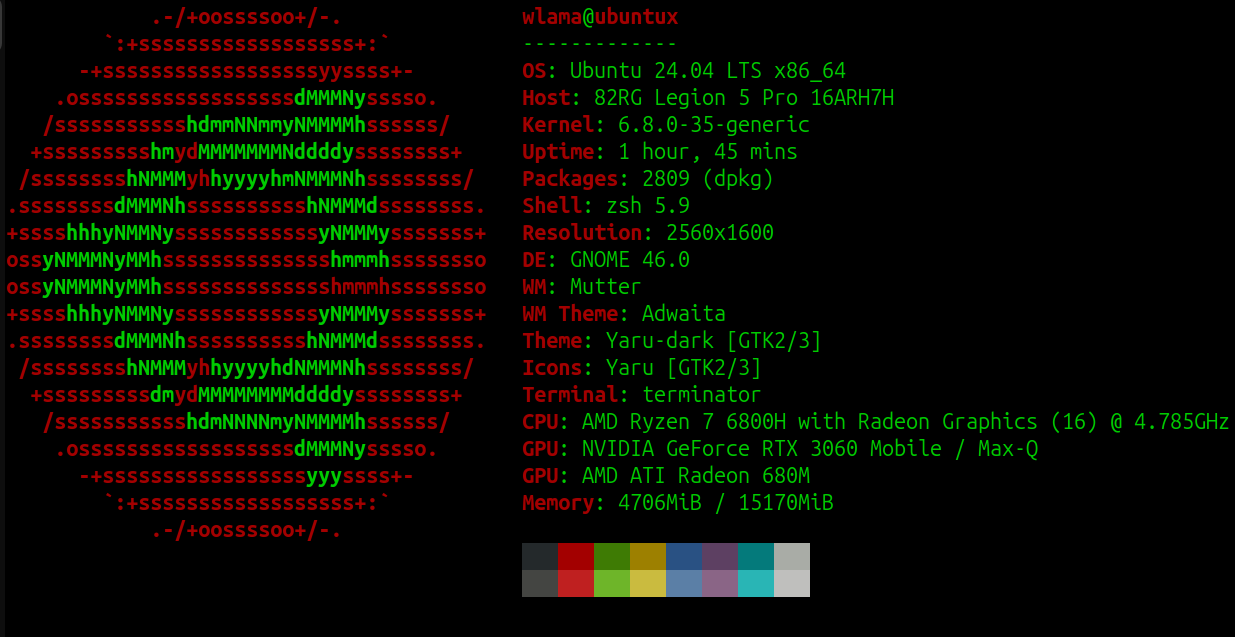 .-/+oossssoo+/-.               wlama@ubuntux
        `:+ssssssssssssssssss+:`           -------------
      -+ssssssssssssssssssyyssss+-         OS: Ubuntu 24.04 LTS x86_64
    .ossssssssssssssssssdMMMNysssso.       Host: 82RG Legion 5 Pro 16ARH7H
   /ssssssssssshdmmNNmmyNMMMMhssssss/      Kernel: 6.8.0-35-generic
  +ssssssssshmydMMMMMMMNddddyssssssss+     Uptime: 1 hour, 45 mins
 /sssssssshNMMMyhhyyyyhmNMMMNhssssssss/    Packages: 2809 (dpkg)
.ssssssssdMMMNhsssssssssshNMMMdssssssss.   Shell: zsh 5.9
+sssshhhyNMMNyssssssssssssyNMMMysssssss+   Resolution: 2560x1600
ossyNMMMNyMMhsssssssssssssshmmmhssssssso   DE: GNOME 46.0
ossyNMMMNyMMhsssssssssssssshmmmhssssssso   WM: Mutter
+sssshhhyNMMNyssssssssssssyNMMMysssssss+   WM Theme: Adwaita
.ssssssssdMMMNhsssssssssshNMMMdssssssss.   Theme: Yaru-dark [GTK2/3]
 /sssssssshNMMMyhhyyyyhdNMMMNhssssssss/    Icons: Yaru [GTK2/3]
  +sssssssssdmydMMMMMMMMddddyssssssss+     Terminal: terminator
   /ssssssssssshdmNNNNmyNMMMMhssssss/      CPU: AMD Ryzen 7 6800H with Radeon Graphics (16) @ 4.785GHz
    .ossssssssssssssssssdMMMNysssso.       GPU: NVIDIA GeForce RTX 3060 Mobile / Max-Q
      -+sssssssssssssssssyyyssss+-         GPU: AMD ATI Radeon 680M
        `:+ssssssssssssssssss+:`           Memory: 4706MiB / 15170MiB
            .-/+oossssoo+/-.